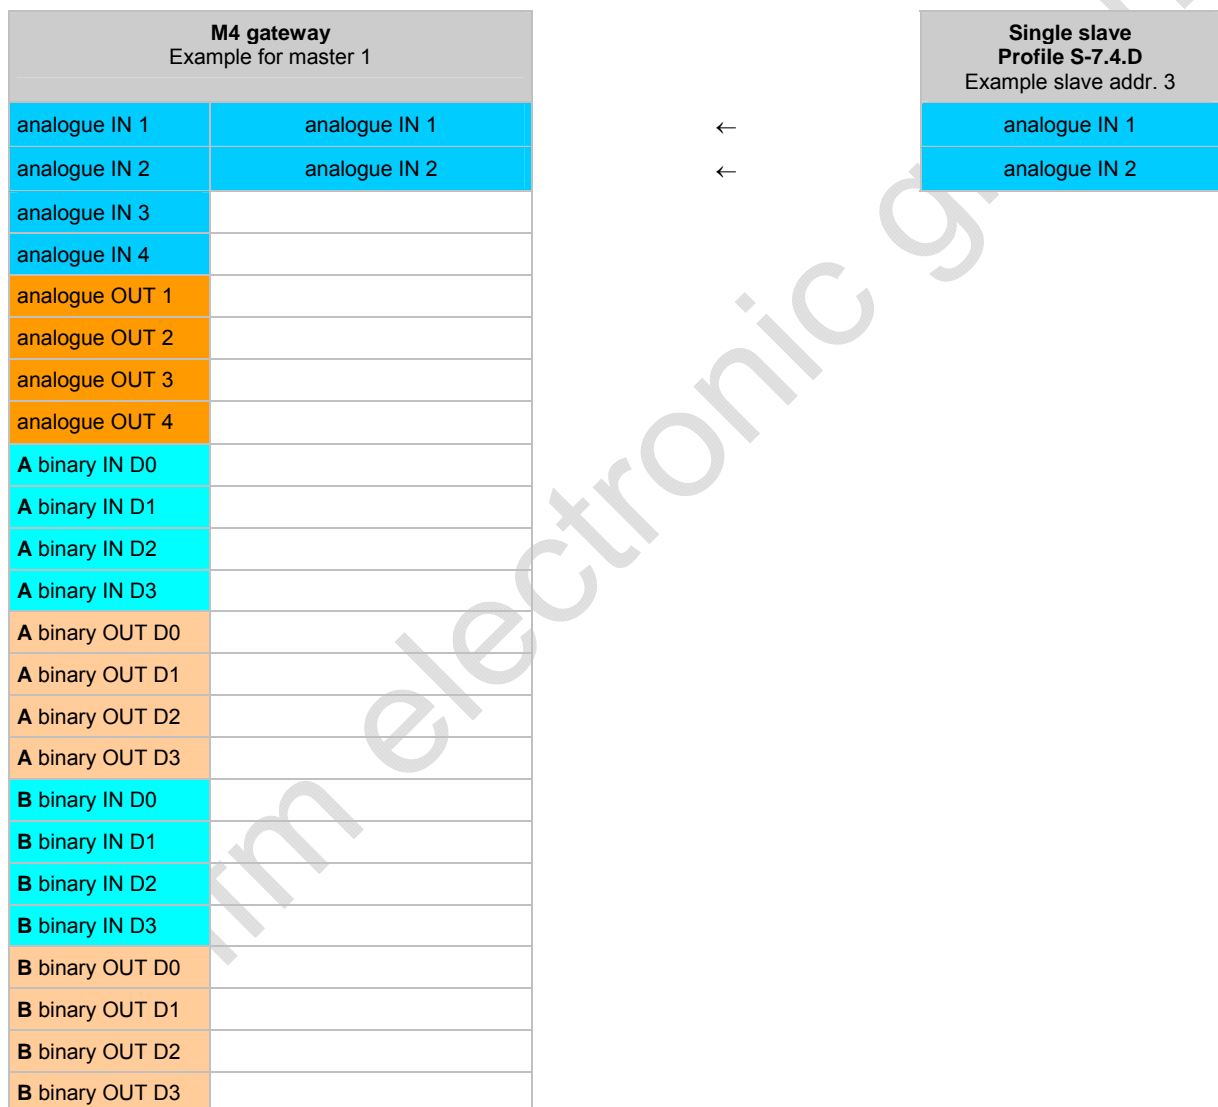 M4 gateway
Example for master 1
Single slave
Profile S-7.4.D
Example slave addr. 3
analogue IN 1 analogue IN 1 ← analogue IN 1
analogue IN 2 analogue IN 2 ← analogue IN 2
analogue IN 3
analogue IN 4
analogue OUT 1
analogue OUT 2
analogue OUT 3
analogue OUT 4
A binary IN D0
A binary IN D1
A binary IN D2
A binary IN D3
A binary OUT D0
A binary OUT D1
A binary OUT D2
A binary OUT D3
B binary IN D0
B binary IN D1
B binary IN D2
B binary IN D3
B binary OUT D0
B binary OUT D1
B binary OUT D2
B binary OUT D3
electronic